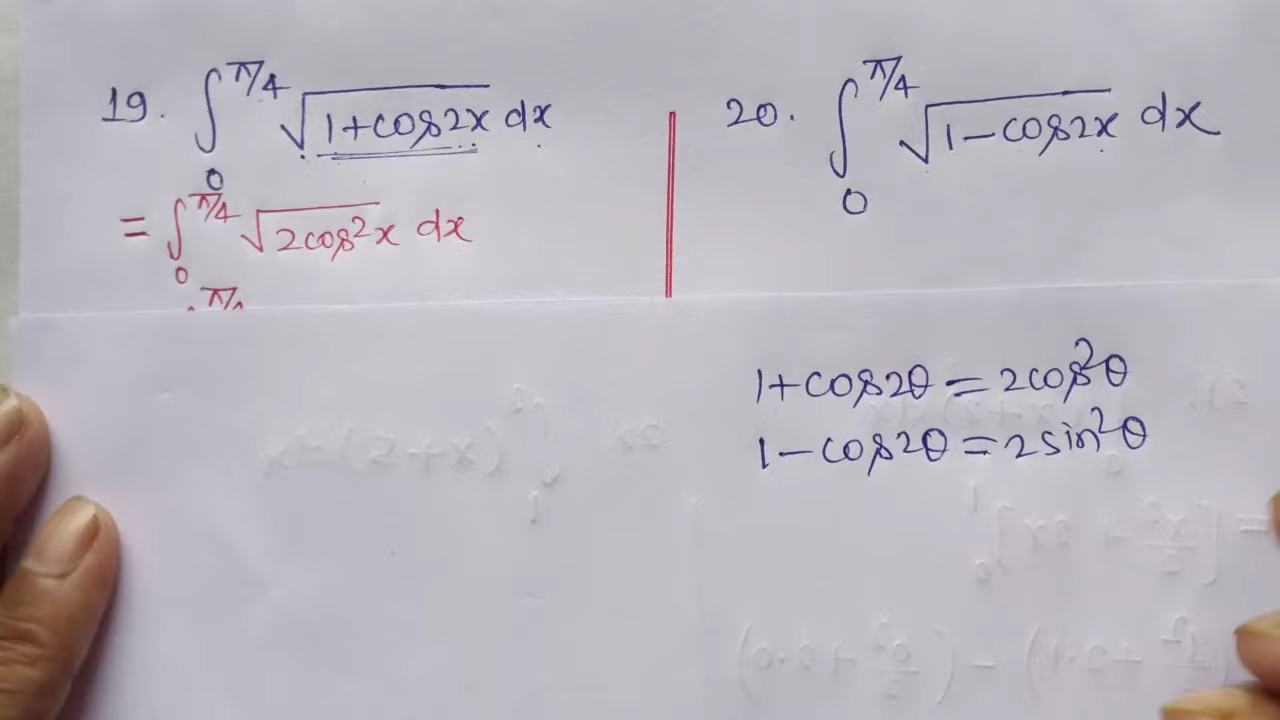 19. ∫₀^π/4 √(1+cos2x) dx
= ∫₀^π/4 √(2cos²x) dx
20. ∫₀^π/4 √(1-cos2x) dx
1+cos2θ = 2cos²θ
1-cos2θ = 2sin²θ